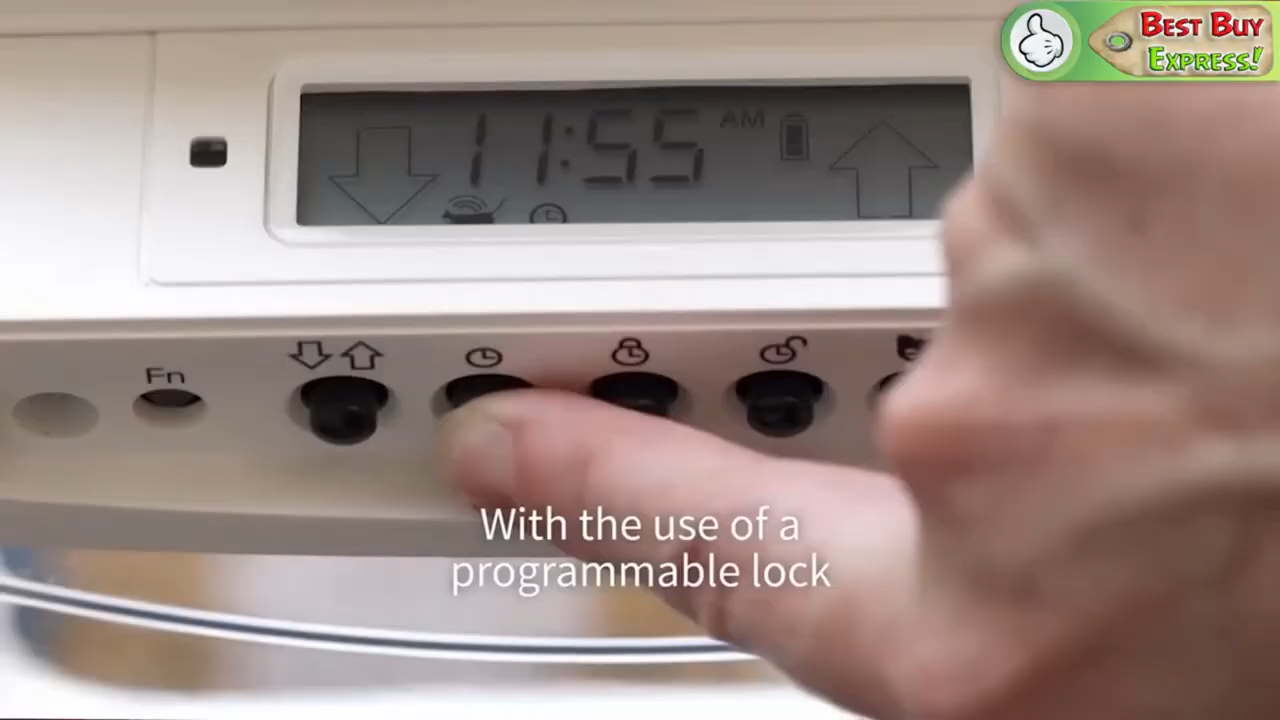 BEST BUY
EXPRESS!
11:55 AM
Fn
With the use of a
programmable lock